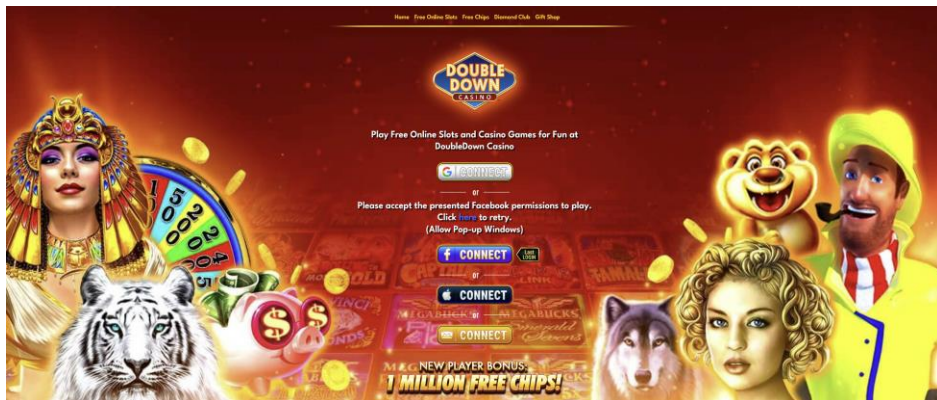 Home Free Online Slots Free Chips Diamond Club Gift Shop
DOUBLE
DOWN
CASINO
Play Free Online Slots and Casino Games for Fun at
DoubleDown Casino
G CONNECT
or
Please accept the presented Facebook permissions to play.
Click here to retry.
(Allow Pop-up Windows)
f CONNECT LAST
LOGIN
or
CONNECT
or
CONNECT
NEW PLAYER BONUS:
1 MILLION FREE CHIPS!